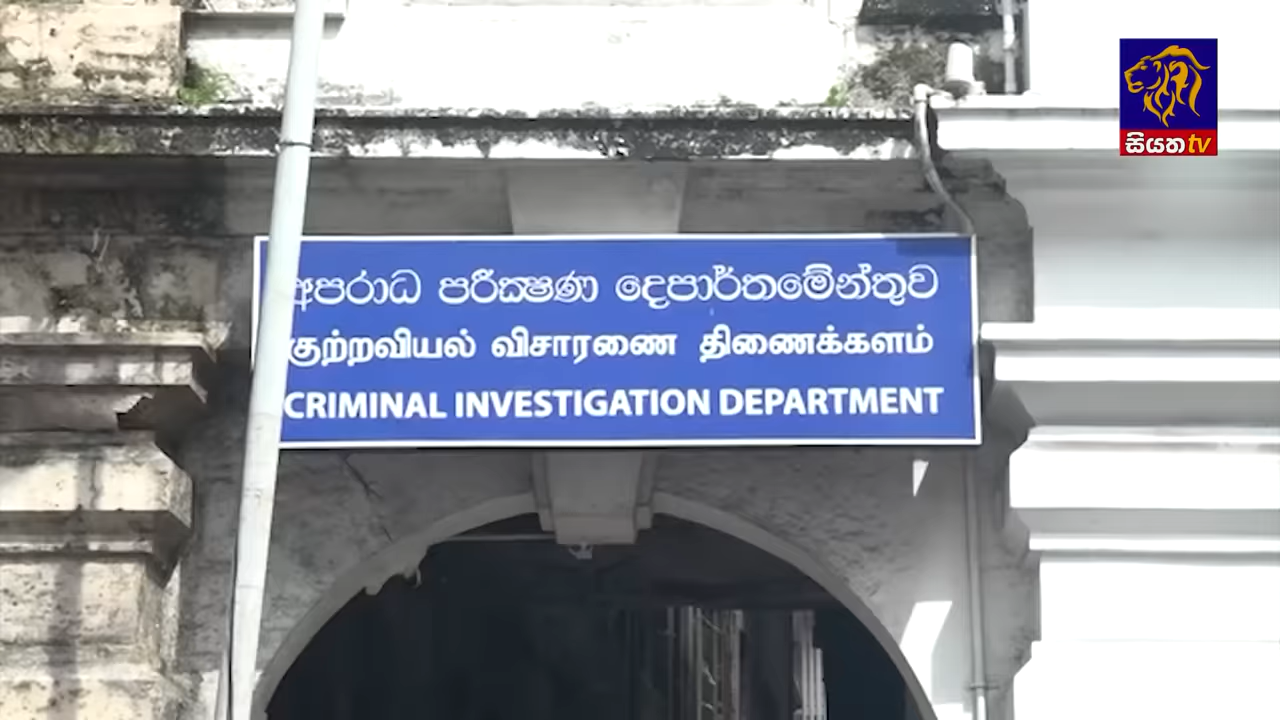 සියත tv
අපරාධ පරීක්ෂණ දෙපාර්තමේන්තුව
குற்றவியல் விசாரணை திணைக்களம்
CRIMINAL INVESTIGATION DEPARTMENT